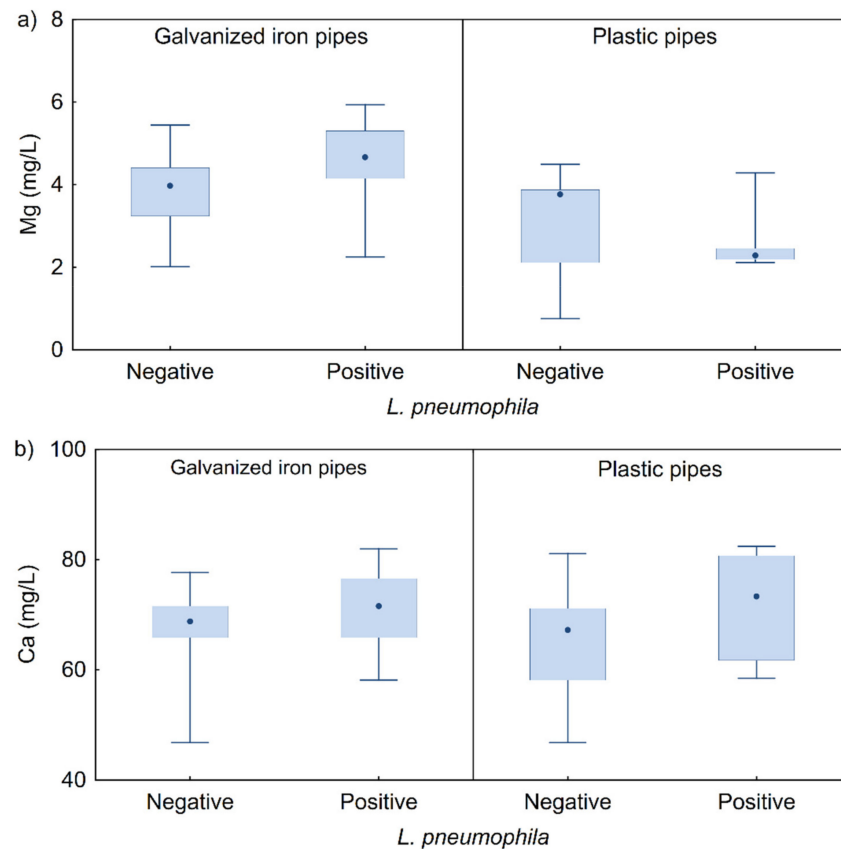 a)
Galvanized iron pipes Plastic pipes
Mg (mg/L)
8
6
4
2
0
Negative Positive Negative Positive
L. pneumophila
b)
Galvanized iron pipes Plastic pipes
Ca (mg/L)
100
80
60
40
Negative Positive Negative Positive
L. pneumophila